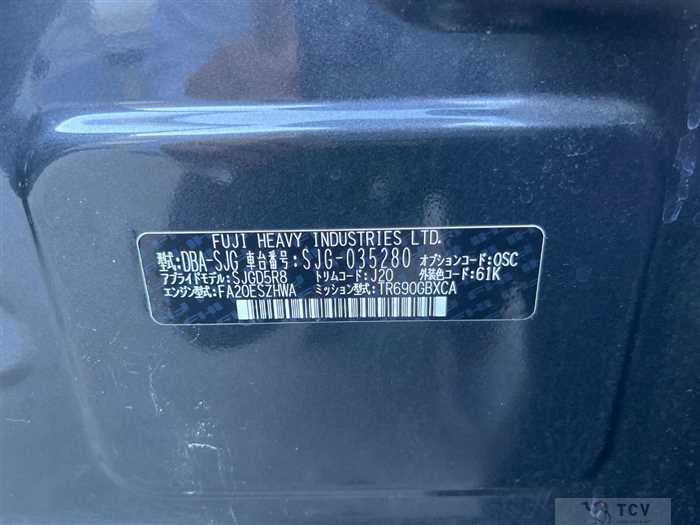 FUJI HEAVY INDUSTRIES LTD.
型式:DBA-SJG 車台番号:SJG-035280 オプションコード:OSC
アプライドモデル:SJGD5R8 トリムコード:J20 外装色コード:61K
エンジン型式:FA20ESZHWA ミッション型式:TR690GBXCA
TCV